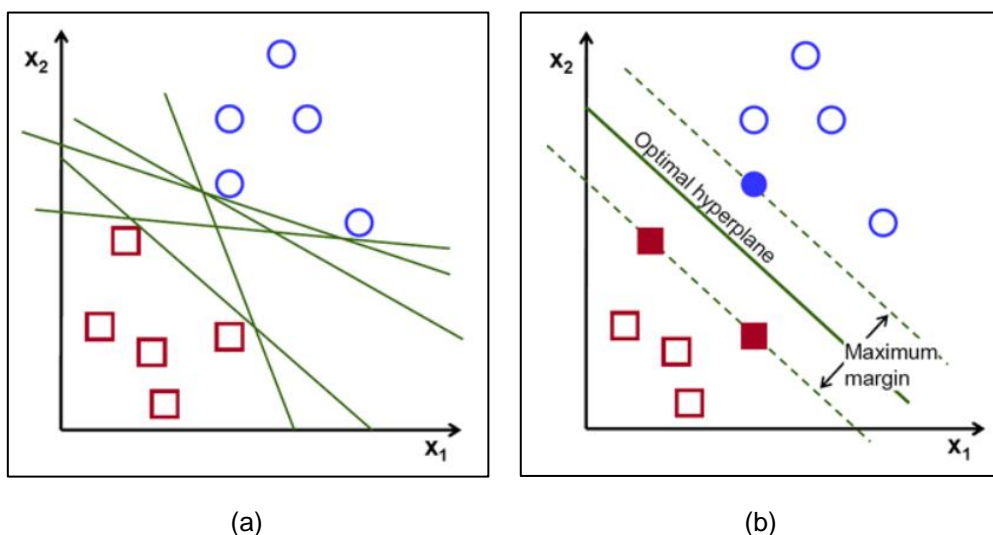 x2
x1
(a)
x2
Optimal hyperplane
Maximum
margin
x1
(b)